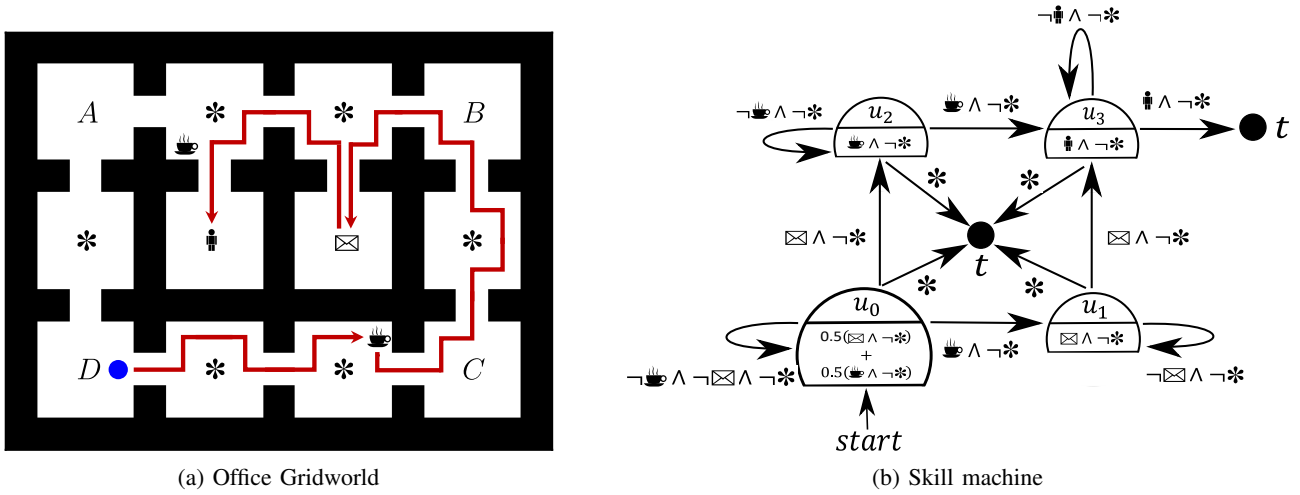 A
B
D
C
(a) Office Gridworld
¬☕ ∧ ¬✽
☕ ∧ ¬✽
¬🚹 ∧ ¬✽
🚹 ∧ ¬✽
u₂
☕ ∧ ¬✽
u₃
🚹 ∧ ¬✽
t
✽
✽
✉ ∧ ¬✽
t
✉ ∧ ¬✽
✽
✽
u₀
0.5(✉ ∧ ¬✽)
+
0.5(☕ ∧ ¬✽)
☕ ∧ ¬✽
u₁
✉ ∧ ¬✽
¬☕ ∧ ¬✉ ∧ ¬✽
¬✉ ∧ ¬✽
start
(b) Skill machine